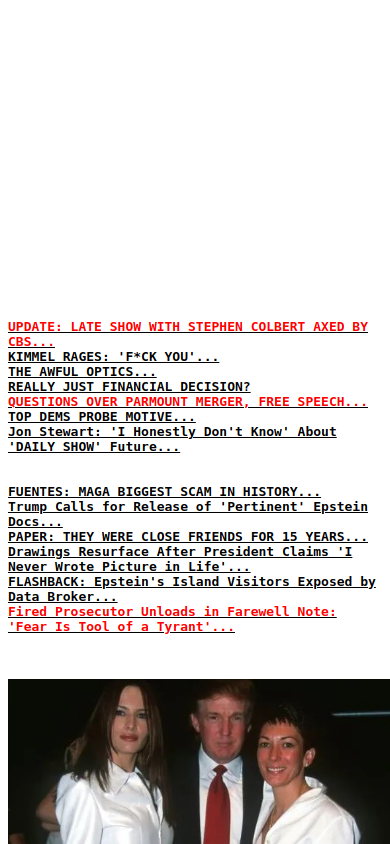 UPDATE: LATE SHOW WITH STEPHEN COLBERT AXED BY
CBS...
KIMMEL RAGES: 'F*CK YOU'...
THE AWFUL OPTICS...
REALLY JUST FINANCIAL DECISION?
QUESTIONS OVER PARMOUNT MERGER, FREE SPEECH...
TOP DEMS PROBE MOTIVE...
Jon Stewart: 'I Honestly Don't Know' About
'DAILY SHOW' Future...
FUENTES: MAGA BIGGEST SCAM IN HISTORY...
Trump Calls for Release of 'Pertinent' Epstein
Docs...
PAPER: THEY WERE CLOSE FRIENDS FOR 15 YEARS...
Drawings Resurface After President Claims 'I
Never Wrote Picture in Life'...
FLASHBACK: Epstein's Island Visitors Exposed by
Data Broker...
Fired Prosecutor Unloads in Farewell Note:
'Fear Is Tool of a Tyrant'...